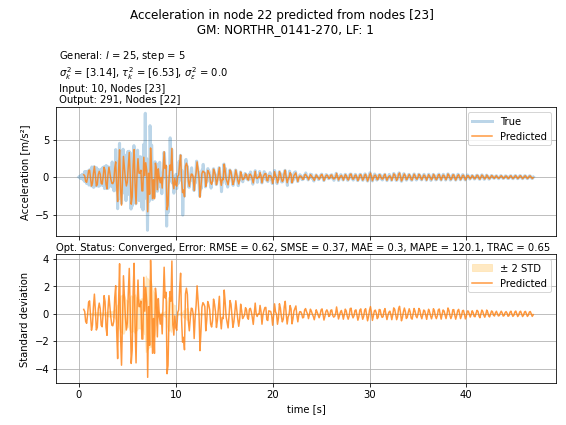 Acceleration in node 22 predicted from nodes [23]
GM: NORTHR_0141-270, LF: 1
General: l = 25, step = 5
σ²ₖ = [3.14], τ²ₖ = [6.53], σ²ε = 0.0
Input: 10, Nodes [23]
Output: 291, Nodes [22]
Acceleration [m/s²]
5
0
−5
True
Predicted
Opt. Status: Converged, Error: RMSE = 0.62, SMSE = 0.37, MAE = 0.3, MAPE = 120.1, TRAC = 0.65
Standard deviation
4
2
0
−2
−4
± 2 STD
Predicted
0 10 20 30 40
time [s]